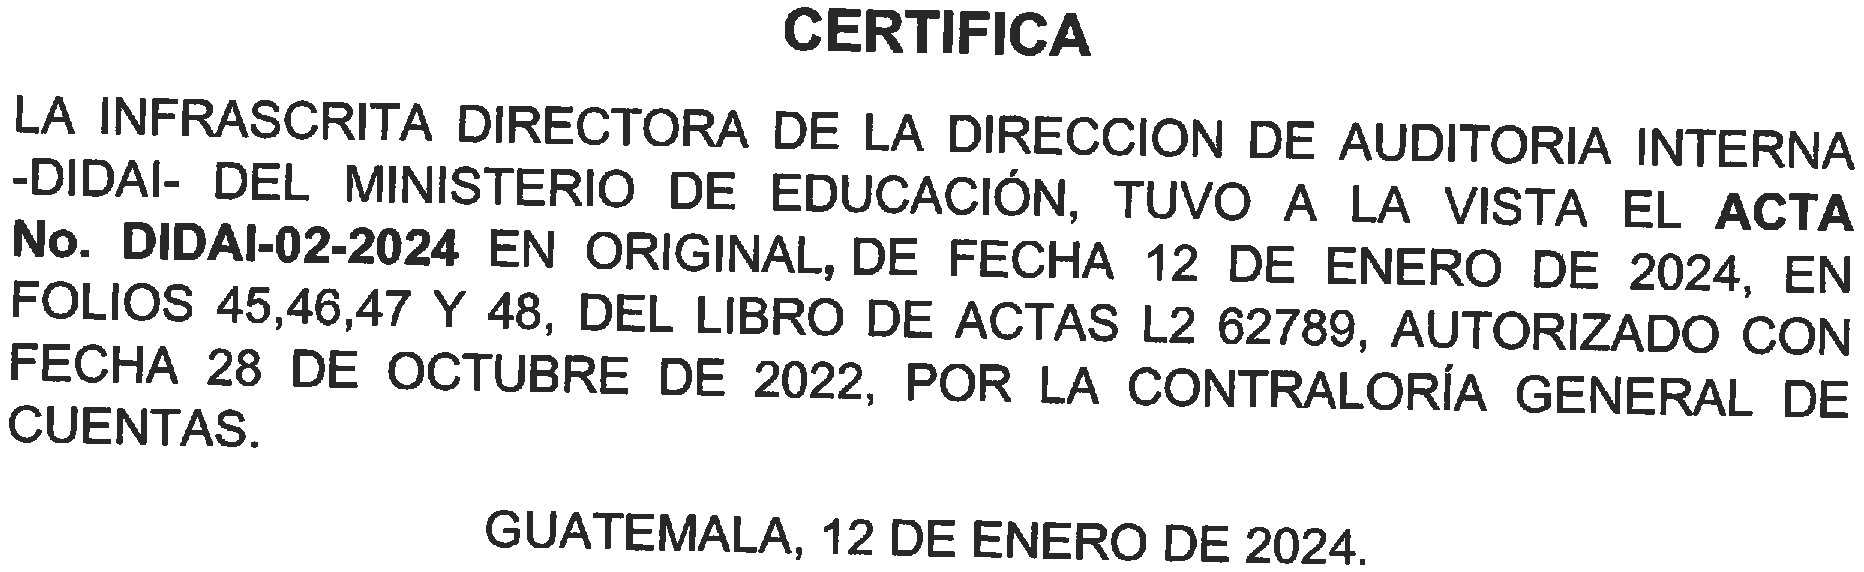 CERTIFICA
LA INFRASCRITA DIRECTORA DE LA DIRECCION DE AUDITORIA INTERNA
-DIDAI- DEL MINISTERIO DE EDUCACIÓN, TUVO A LA VISTA EL ACTA
No. DIDAI-02-2024 EN ORIGINAL, DE FECHA 12 DE ENERO DE 2024, EN
FOLIOS 45,46,47 Y 48, DEL LIBRO DE ACTAS L2 62789, AUTORIZADO CON
FECHA 28 DE OCTUBRE DE 2022, POR LA CONTRALORÍA GENERAL DE
CUENTAS.
GUATEMALA, 12 DE ENERO DE 2024.